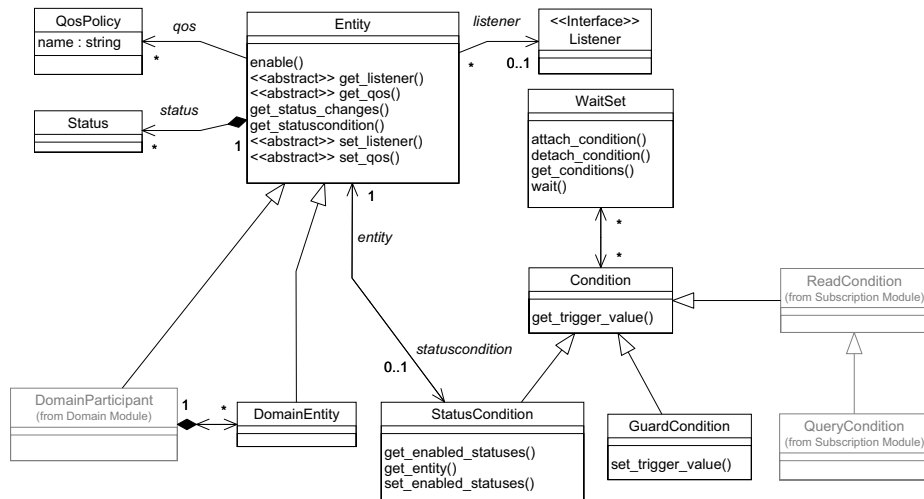 QosPolicy
name : string
qos
*
Entity
enable()
<<abstract>> get_listener()
<<abstract>> get_qos()
get_status_changes()
get_statuscondition()
<<abstract>> set_listener()
<<abstract>> set_qos()
listener
*
0..1
<<Interface>>
Listener
Status
status
*
1
WaitSet
attach_condition()
detach_condition()
get_conditions()
wait()
1
entity
*
*
Condition
get_trigger_value()
ReadCondition
(from Subscription Module)
statuscondition
0..1
DomainParticipant
(from Domain Module)
1
*
DomainEntity
StatusCondition
get_enabled_statuses()
get_entity()
set_enabled_statuses()
GuardCondition
set_trigger_value()
QueryCondition
(from Subscription Module)